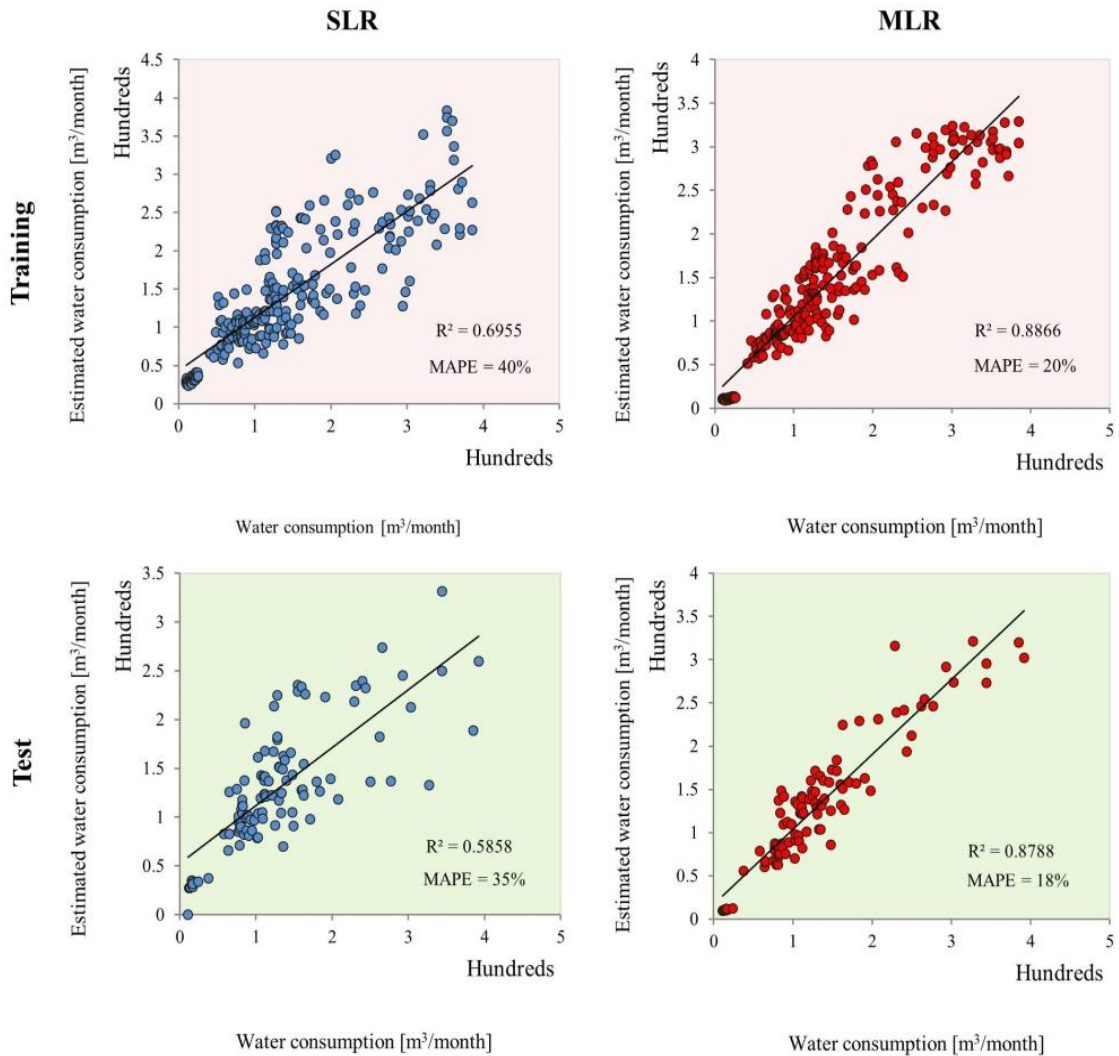 SLR
MLR
Training
Estimated water consumption [m³/month]
Hundreds
4.5
4
3.5
3
2.5
2
1.5
1
0.5
0
R² = 0.6955
MAPE = 40%
0 1 2 3 4 5
Hundreds
Water consumption [m³/month]
Estimated water consumption [m³/month]
Hundreds
4
3.5
3
2.5
2
1.5
1
0.5
0
R² = 0.8866
MAPE = 20%
0 1 2 3 4 5
Hundreds
Water consumption [m³/month]
Test
Estimated water consumption [m³/month]
Hundreds
3.5
3
2.5
2
1.5
1
0.5
0
R² = 0.5858
MAPE = 35%
0 1 2 3 4 5
Hundreds
Water consumption [m³/month]
Estimated water consumption [m³/month]
Hundreds
4
3.5
3
2.5
2
1.5
1
0.5
0
R² = 0.8788
MAPE = 18%
0 1 2 3 4 5
Hundreds
Water consumption [m³/month]